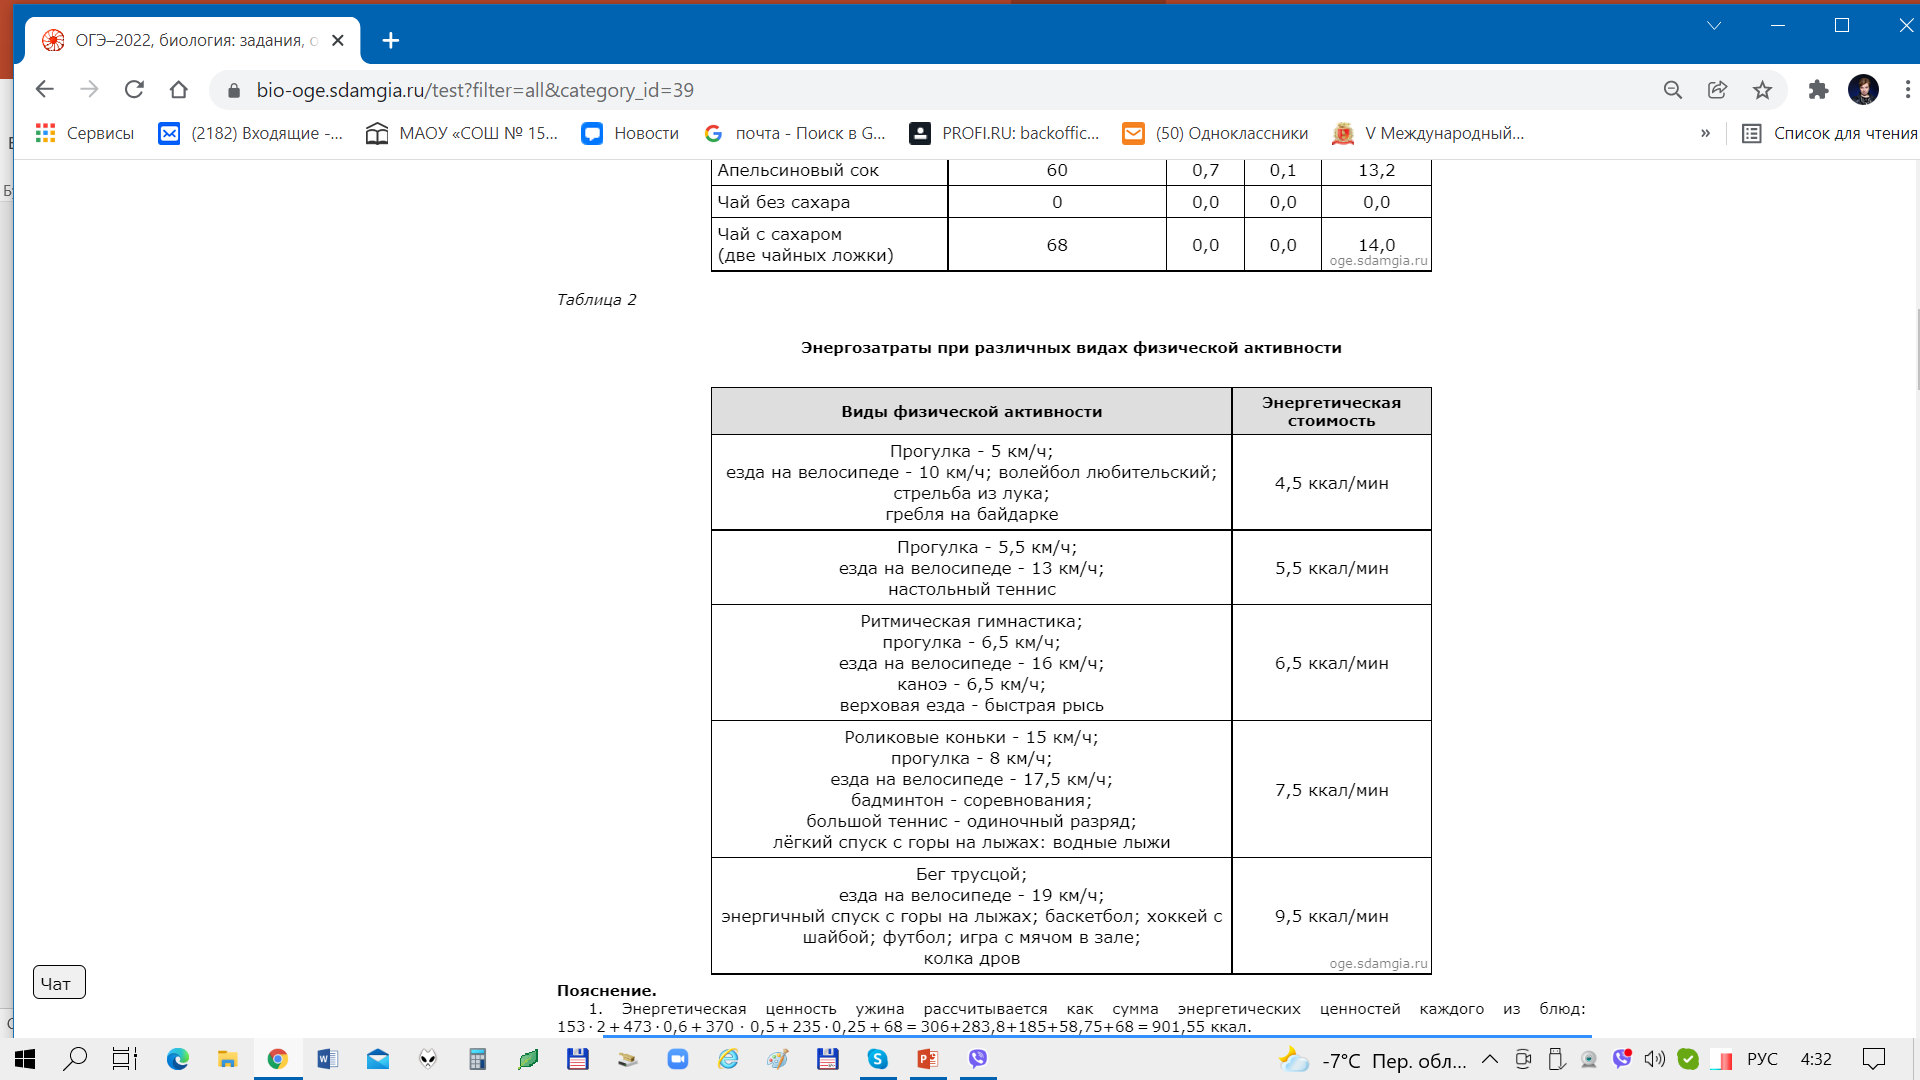 ОГЭ–2022, биология: задания, о
bio-oge.sdamgia.ru/test?filter=all&category_id=39
Сервисы
(2182) Входящие -...
МАОУ «СОШ № 15...
Новости
почта - Поиск в G...
PROFI.RU: backoffic...
(50) Одноклассники
V Международный...
»
Список для чтения
Апельсиновый сок 60 0,7 0,1 13,2
Чай без сахара 0 0,0 0,0 0,0
Чай с сахаром
(две чайных ложки) 68 0,0 0,0 14,0
oge.sdamgia.ru
Таблица 2
Энергозатраты при различных видах физической активности
Виды физической активности
Энергетическая
стоимость
Прогулка - 5 км/ч;
езда на велосипеде - 10 км/ч; волейбол любительский;
стрельба из лука;
гребля на байдарке
4,5 ккал/мин
Прогулка - 5,5 км/ч;
езда на велосипеде - 13 км/ч;
настольный теннис
5,5 ккал/мин
Ритмическая гимнастика;
прогулка - 6,5 км/ч;
езда на велосипеде - 16 км/ч;
каноэ - 6,5 км/ч;
верховая езда - быстрая рысь
6,5 ккал/мин
Роликовые коньки - 15 км/ч;
прогулка - 8 км/ч;
езда на велосипеде - 17,5 км/ч;
бадминтон - соревнования;
большой теннис - одиночный разряд;
лёгкий спуск с горы на лыжах: водные лыжи
7,5 ккал/мин
Бег трусцой;
езда на велосипеде - 19 км/ч;
энергичный спуск с горы на лыжах; баскетбол; хоккей с
шайбой; футбол; игра с мячом в зале;
колка дров
9,5 ккал/мин
oge.sdamgia.ru
Чат
Пояснение.
1. Энергетическая ценность ужина рассчитывается как сумма энергетических ценностей каждого из блюд:
153 · 2 + 473 · 0,6 + 370 · 0,5 + 235 · 0,25 + 68 = 306+283,8+185+58,75+68 = 901,55 ккал.
-7°C Пер. обл...
РУС
4:32